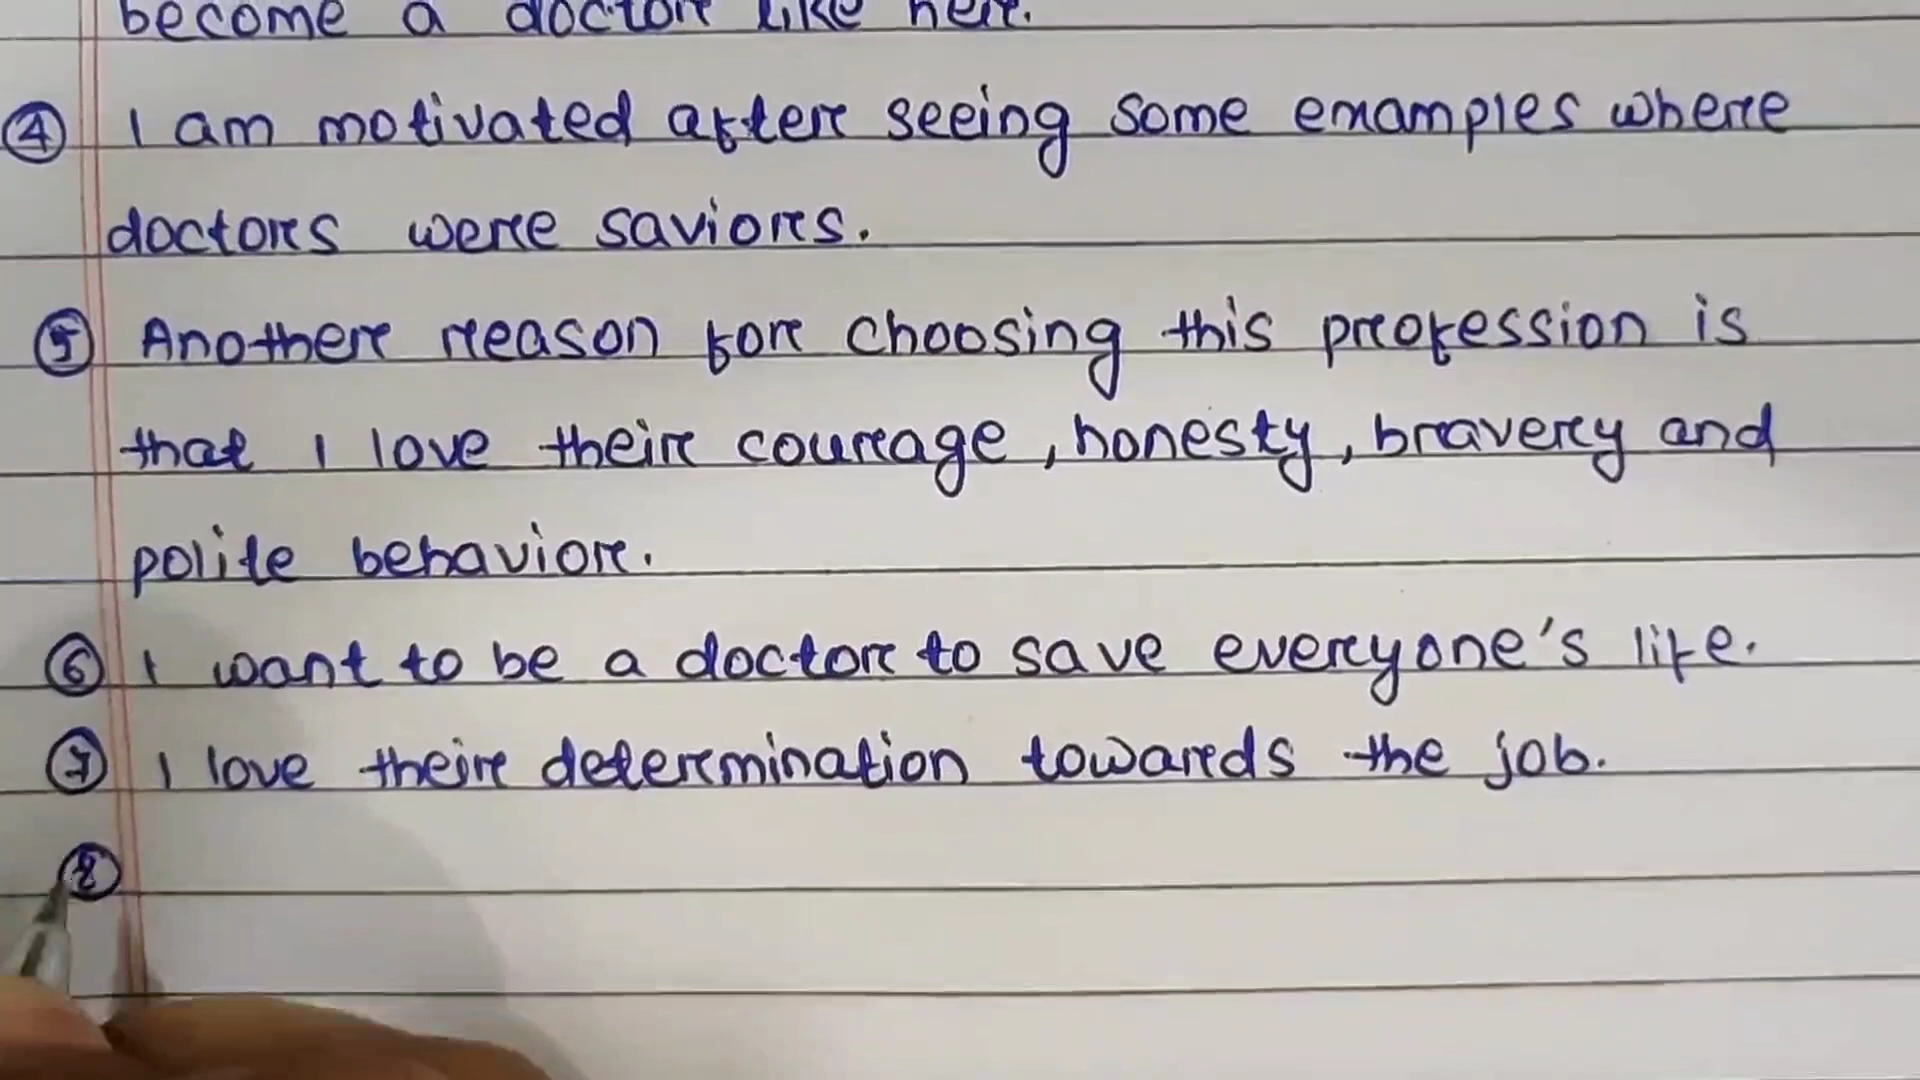 become a doctor like her.
④ I am motivated after seeing some examples where
doctors were saviors.
⑤ Another reason for choosing this profession is
that I love their courage, honesty, bravery and
polite behavior.
⑥ I want to be a doctor to save everyone's life.
⑦ I love their determination towards the job.
⑧